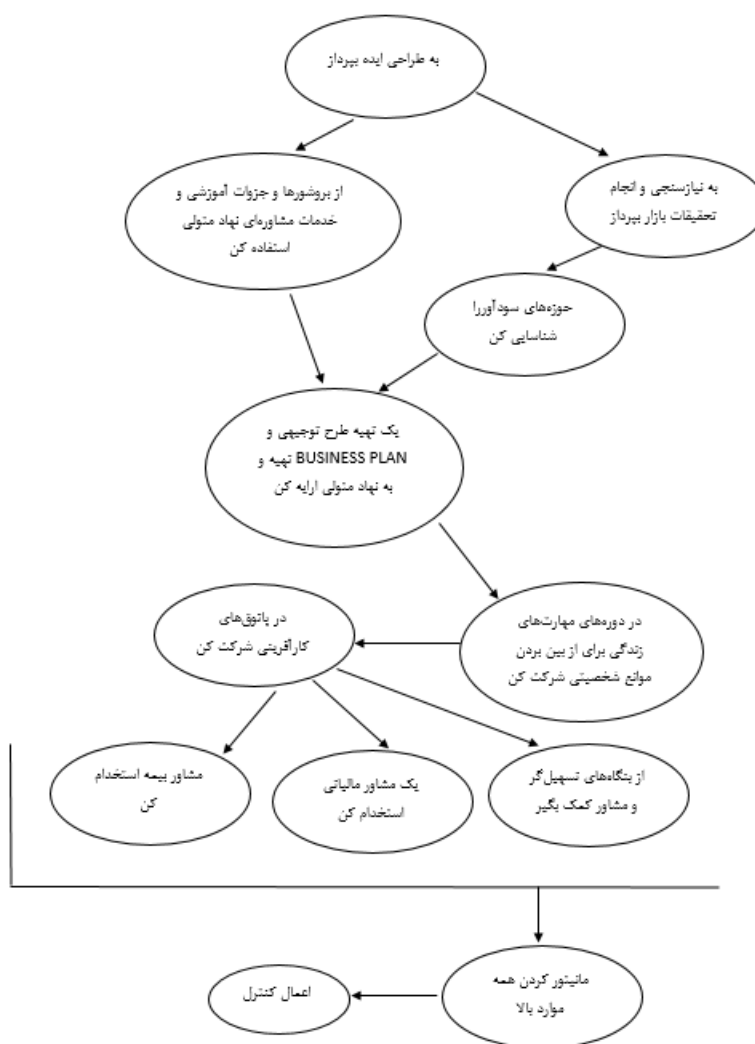 به طراحی ایده بپرداز
از بروشورها و جزوات آموزشی و
خدمات مشاوره‌ای نهاد متولی
استفاده کن
به نیازسنجی و انجام
تحقیقات بازار بپرداز
حوزه‌های سودآوررا
شناسایی کن
یک تهیه طرح توجیهی و
BUSINESS PLAN تهیه و
به نهاد متولی ارایه کن
در دوره‌های مهارت‌های
زندگی برای از بین بردن
موانع شخصیتی شرکت کن
در پاتوق‌های
کارآفرینی شرکت کن
از بنگاه‌های تسهیل‌گر
و مشاور کمک بگیر
یک مشاور مالیاتی
استخدام کن
مشاور بیمه استخدام
کن
مانیتور کردن همه
موارد بالا
اعمال کنترل